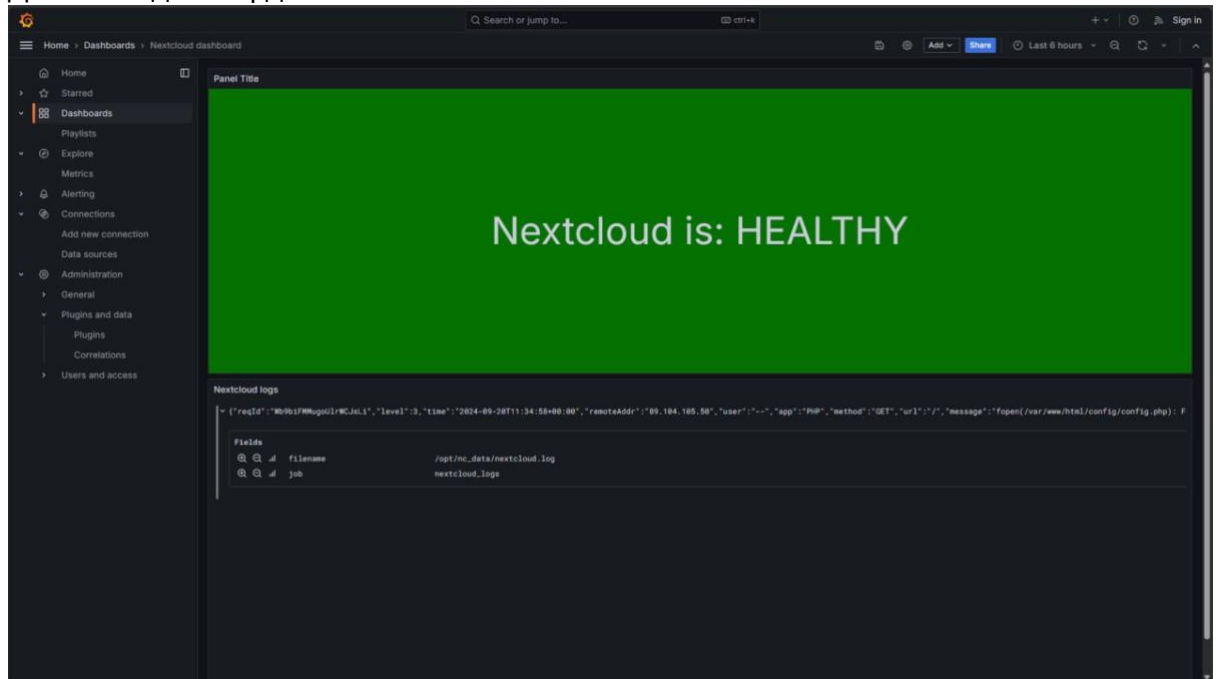 Search or jump to...
ctrl+k
Sign in
Home › Dashboards › Nextcloud dashboard
Add
Share
Last 6 hours
Home
Starred
Dashboards
Playlists
Explore
Metrics
Alerting
Connections
Add new connection
Data sources
Administration
General
Plugins and data
Plugins
Correlations
Users and access
Panel Title
Nextcloud is: HEALTHY
Nextcloud logs
"level":3,"time":"2024-09-20T11:34:58+00:00","remoteAddr":"89.104.105.50","user":"--","app":"PHP","method":"GET","url":"/","message":"fopen(/var/www/html/config/config.php): F
Fields
filename /opt/nc_data/nextcloud.log
job nextcloud_logs